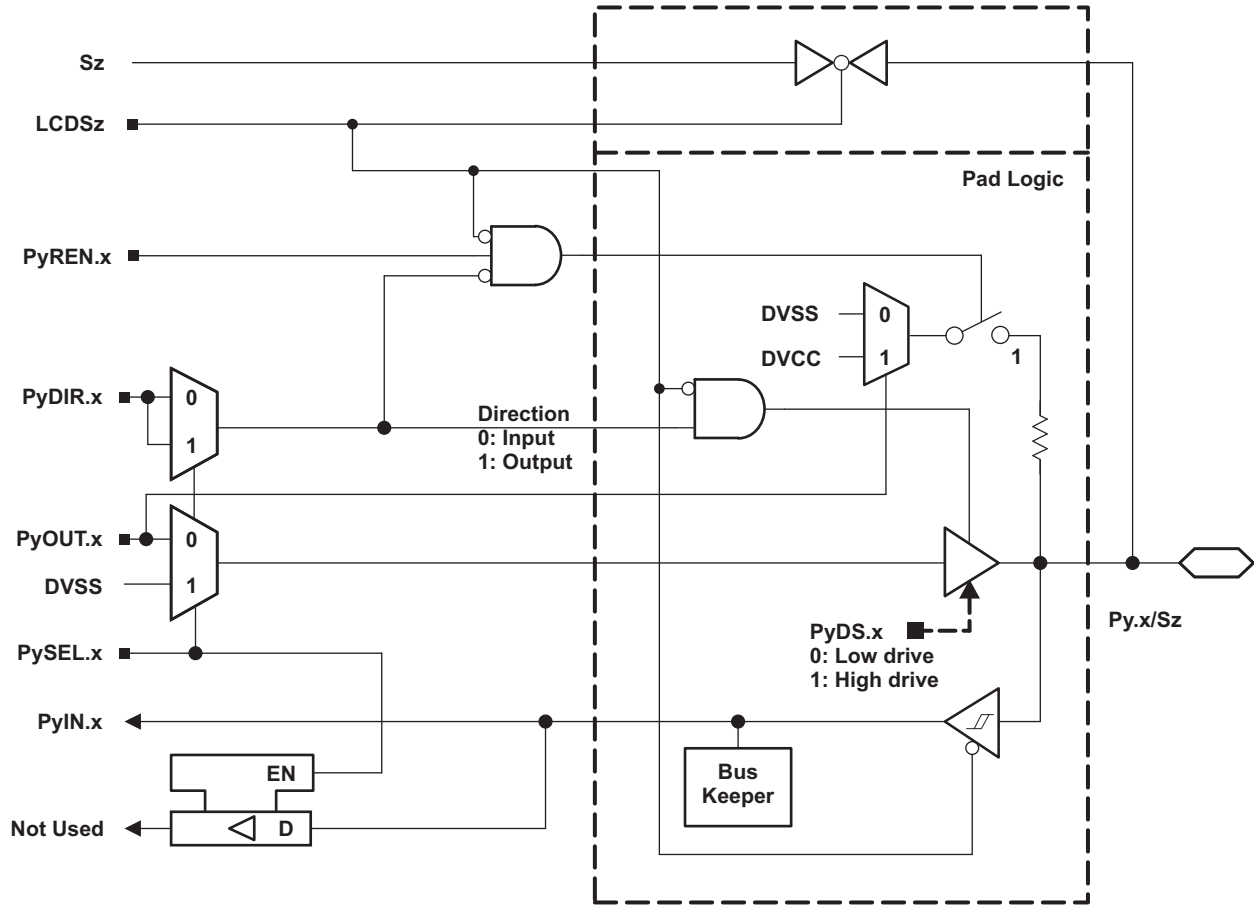 Sz
LCDSz
Pad Logic
PyREN.x
DVSS
0
DVCC
1
1
PyDIR.x
0
1
Direction
0: Input
1: Output
PyOUT.x
0
DVSS
1
PyDS.x
0: Low drive
1: High drive
Py.x/Sz
PySEL.x
PyIN.x
EN
Bus
Keeper
Not Used
D